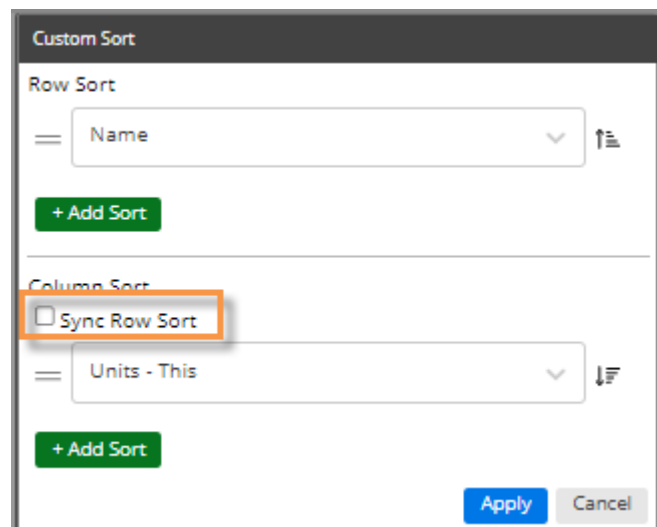 Custom Sort
Row Sort
Name
+ Add Sort
Column Sort
Sync Row Sort
Units - This
+ Add Sort
Apply Cancel